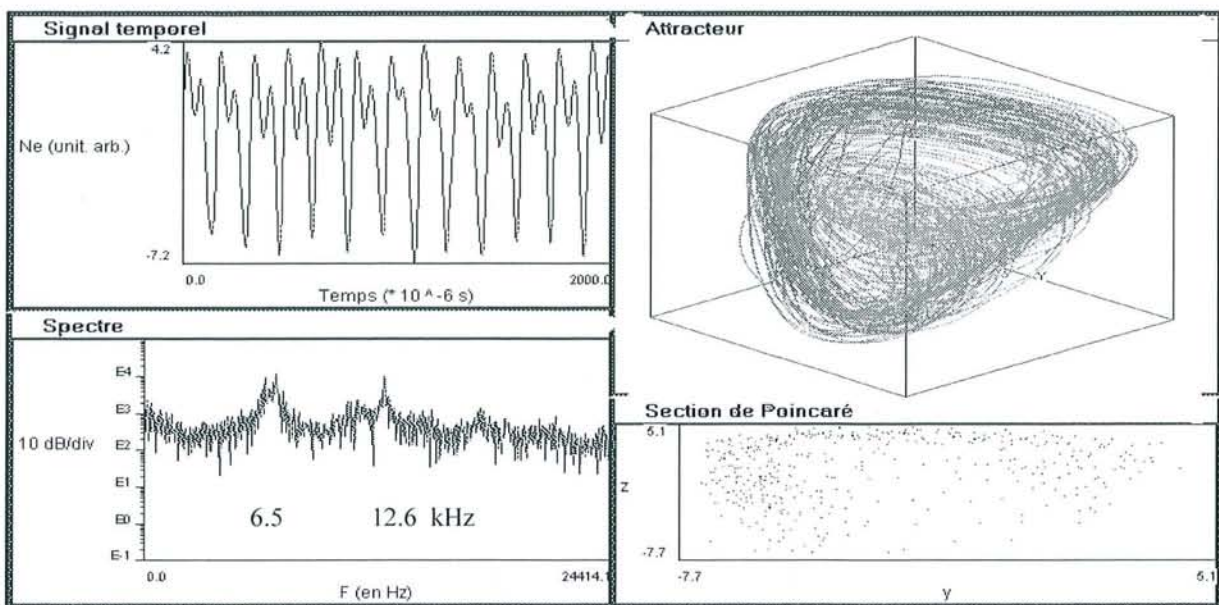 Signal temporel
4.2
Ne (unit. arb.)
-7.2
0.0
2000.0
Temps (* 10 ^ -6 s)
Attracteur
Y
Spectre
E4
E3
10 dB/div
E2
E1
E0
E-1
6.5
12.6 kHz
0.0
24414.1
F (en Hz)
Section de Poincaré
5.1
z
-7.7
-7.7
5.1
y